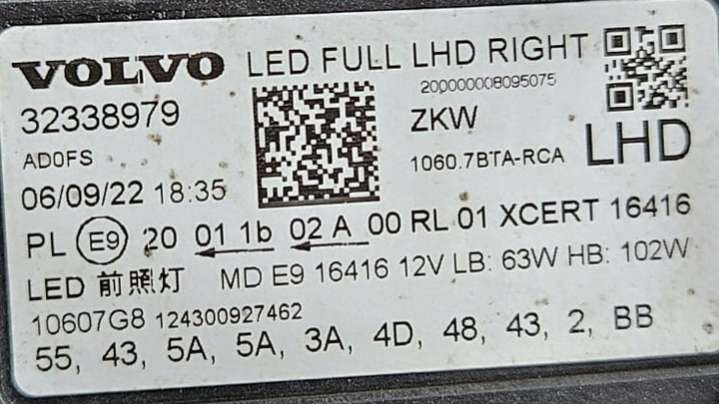 VOLVO LED FULL LHD RIGHT
200000008095075
32338979
ZKW
AD0FS
1060.7BTA-RCA LHD
06/09/22 18:35
PL E9 20 01 1b 02 A 00 RL 01 XCERT 16416
LED 前照灯 MD E9 16416 12V LB: 63W HB: 102W
10607G8 124300927462
55, 43, 5A, 5A, 3A, 4D, 48, 43, 2, BB